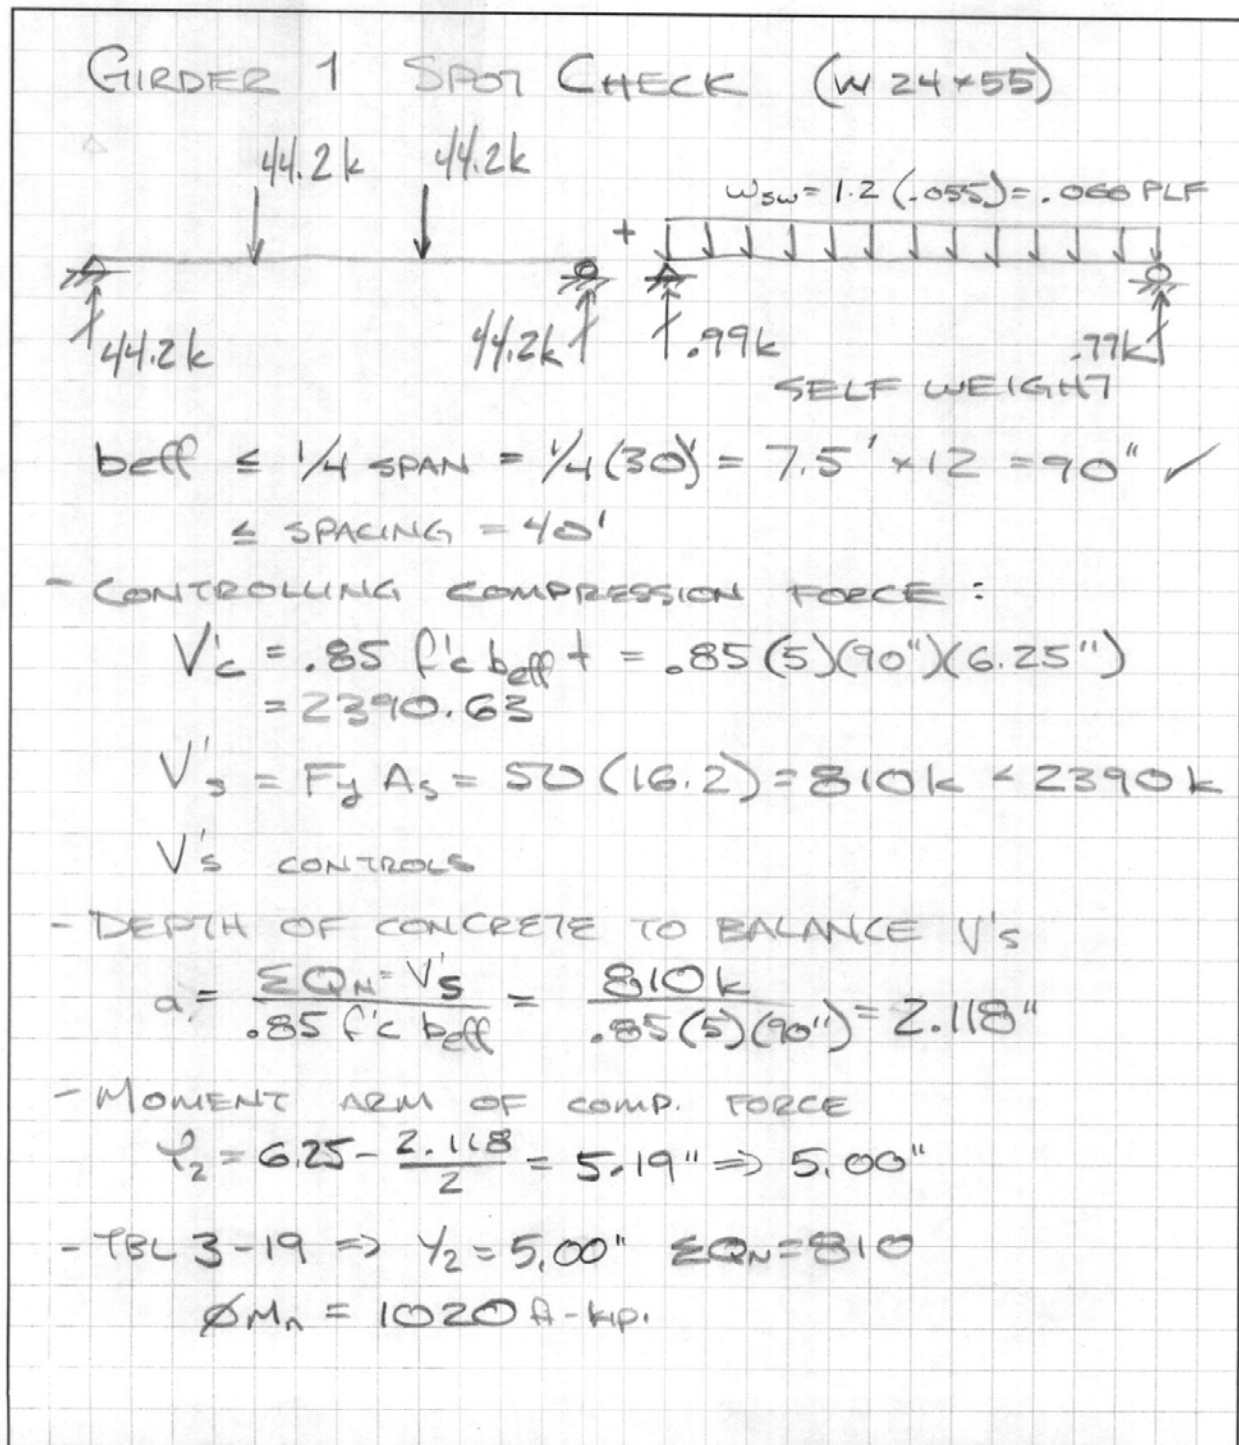 GIRDER 1 SPOT CHECK (W 24×55)
44.2k 44.2k
w_sw = 1.2 (.055) = .066 PLF
+
44.2k 44.2k .99k .99k
SELF WEIGHT
beff ≤ 1/4 SPAN = 1/4 (30') = 7.5' × 12 = 90" ✓
≤ SPACING = 40'
- CONTROLLING COMPRESSION FORCE :
V'c = .85 f'c beff t = .85 (5)(90")(6.25")
= 2390.63
V's = Fy As = 50 (16.2) = 810k < 2390k
V's CONTROLS
- DEPTH OF CONCRETE TO BALANCE V's
a = ΣQN = V's / .85 f'c beff = 810k / .85(5)(90") = 2.118"
- MOMENT ARM OF COMP. FORCE
Y2 = 6.25 - 2.118 / 2 = 5.19" ⇒ 5.00"
- TBL 3-19 ⇒ Y2 = 5.00" ΣQN = 810
ØMn = 1020 ft-kip.